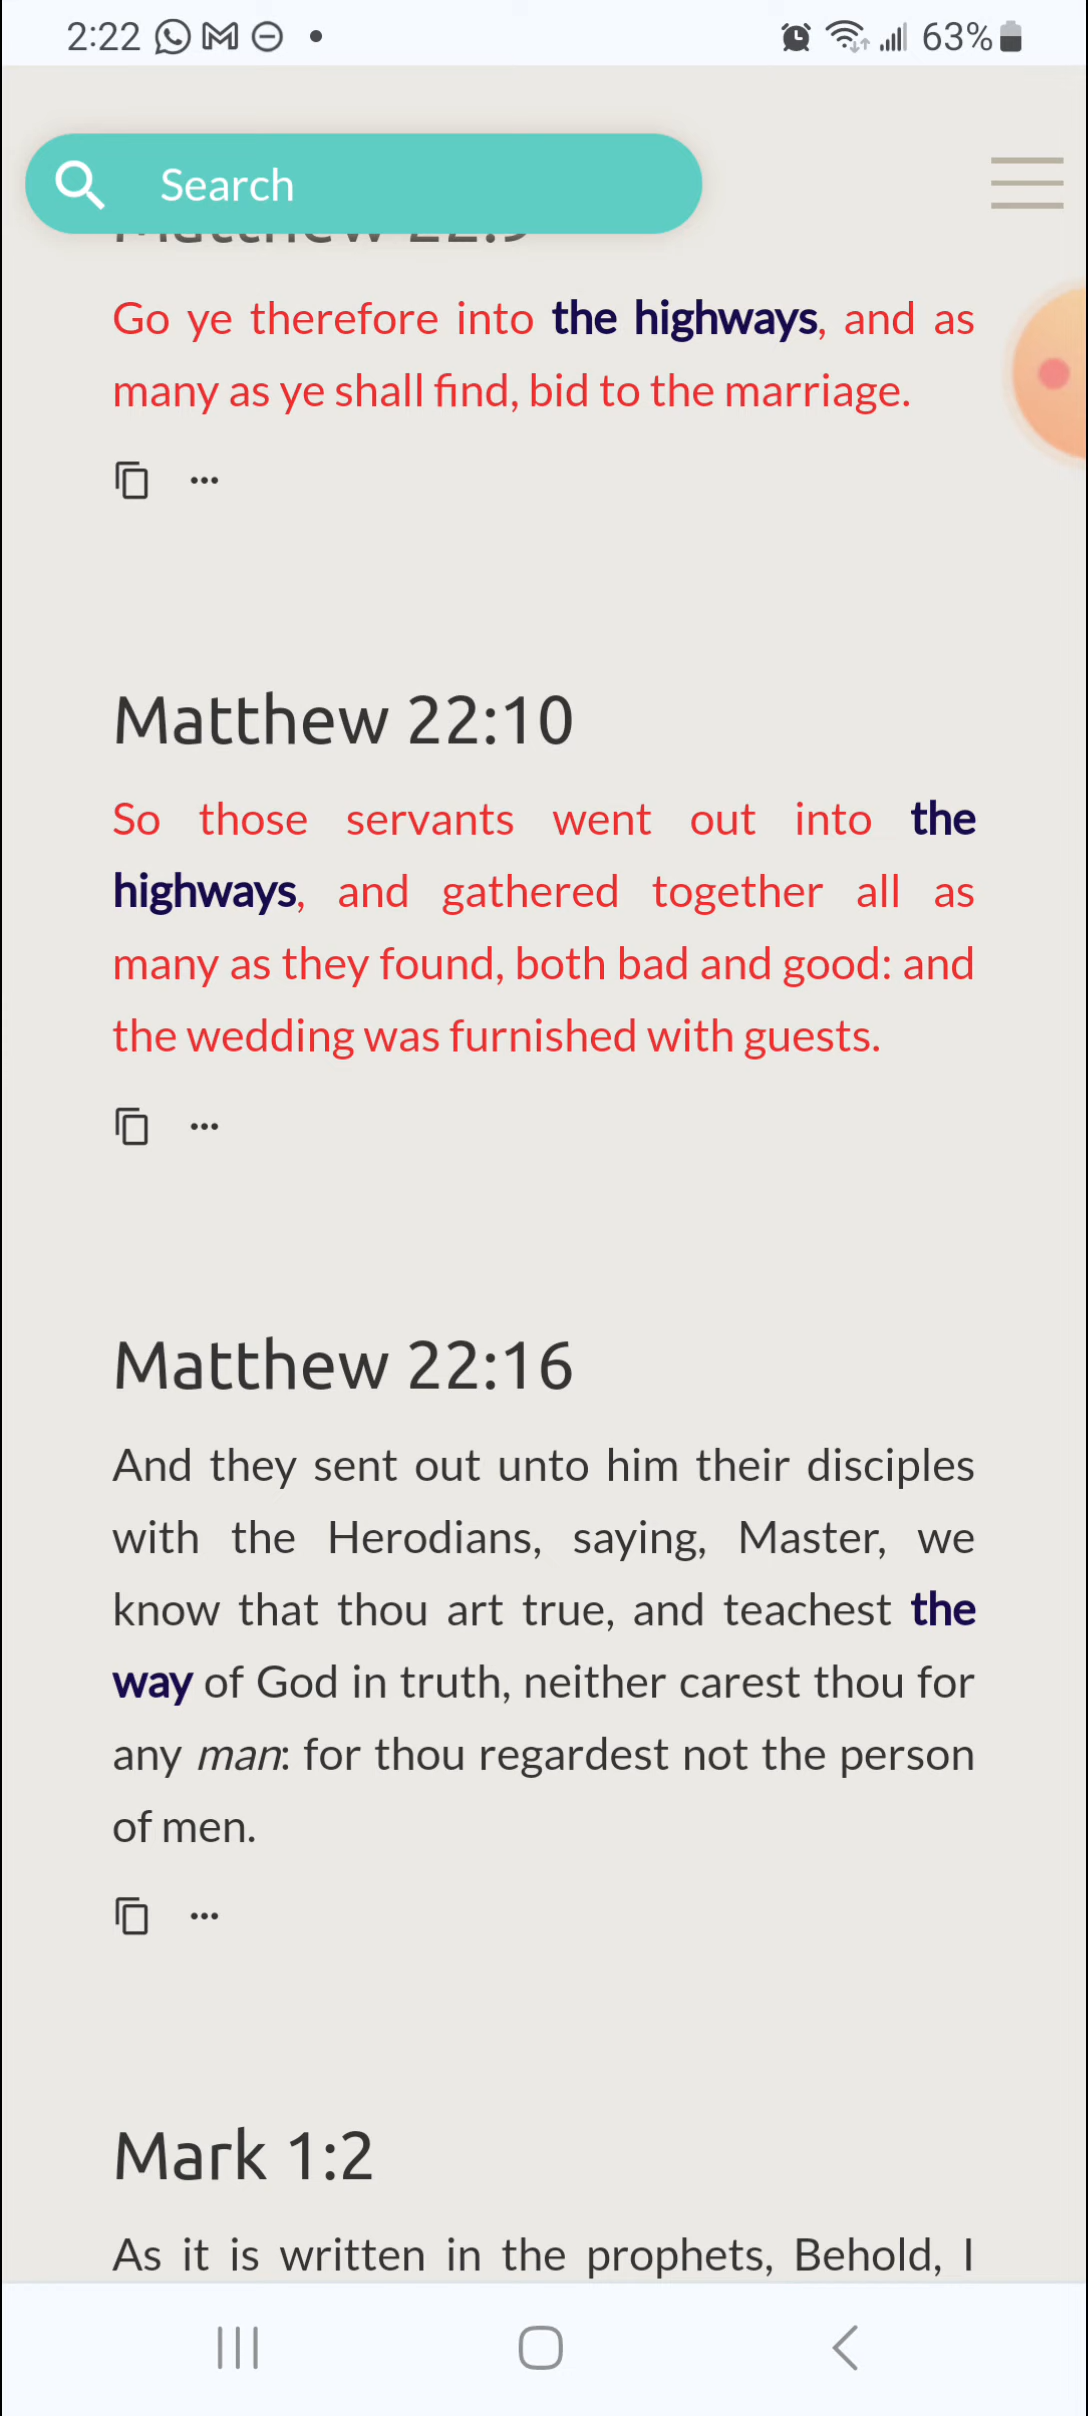 2:22
63%
Search
Matthew 22:9
Go ye therefore into the highways, and as
many as ye shall find, bid to the marriage.
Matthew 22:10
So those servants went out into the
highways, and gathered together all as
many as they found, both bad and good: and
the wedding was furnished with guests.
Matthew 22:16
And they sent out unto him their disciples
with the Herodians, saying, Master, we
know that thou art true, and teachest the
way of God in truth, neither carest thou for
any man: for thou regardest not the person
of men.
Mark 1:2
As it is written in the prophets, Behold, I